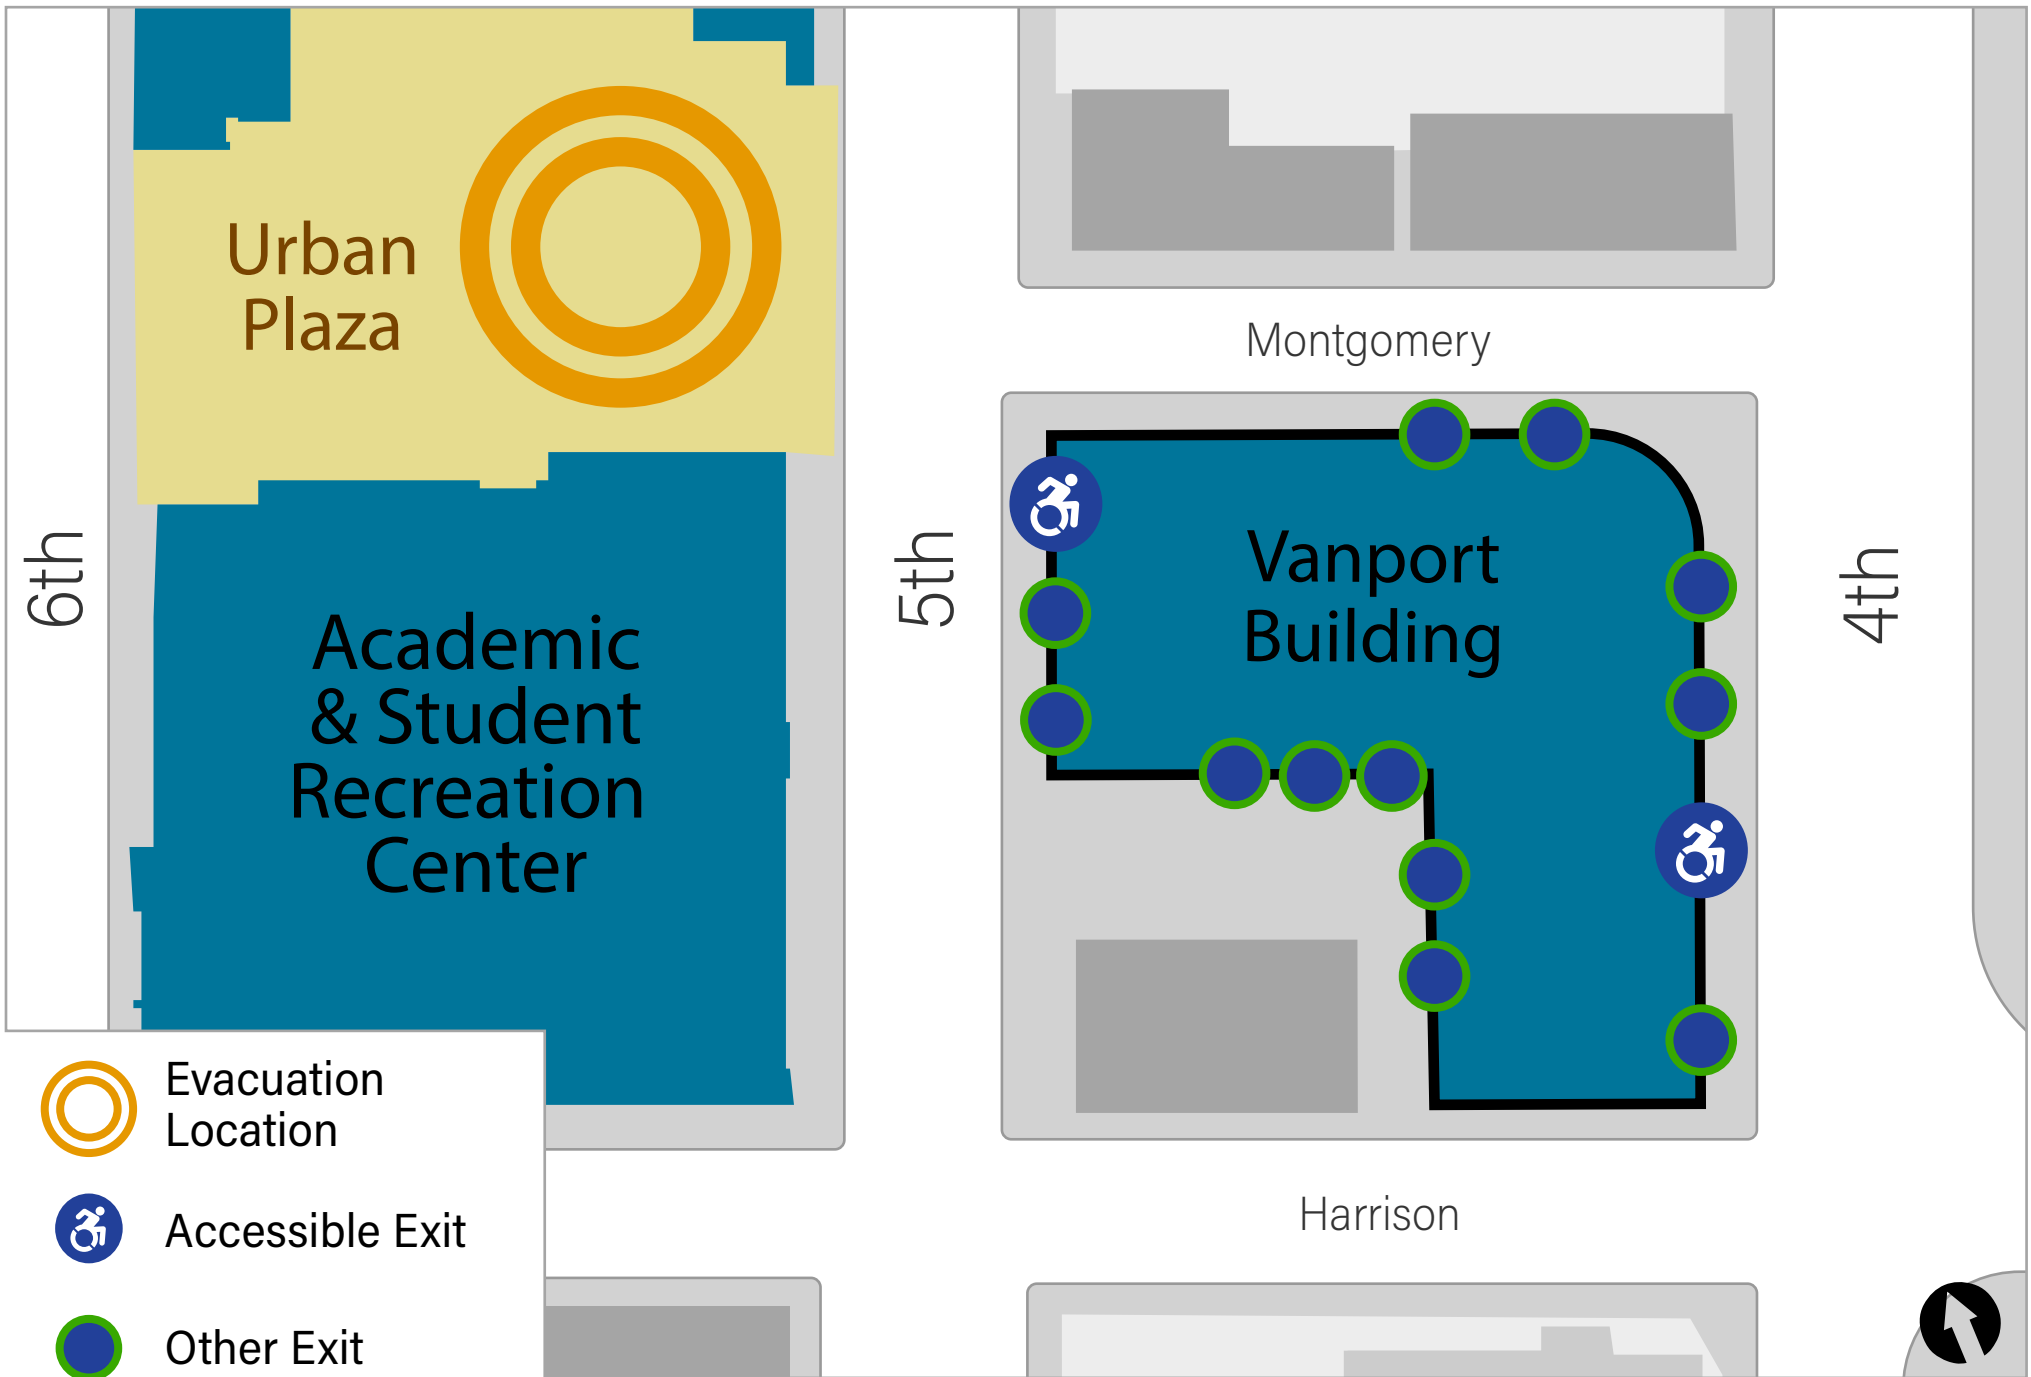 Urban
Plaza
Montgomery
6th
5th
4th
Vanport
Building
Academic
& Student
Recreation
Center
Harrison
Evacuation
Location
Accessible Exit
Other Exit